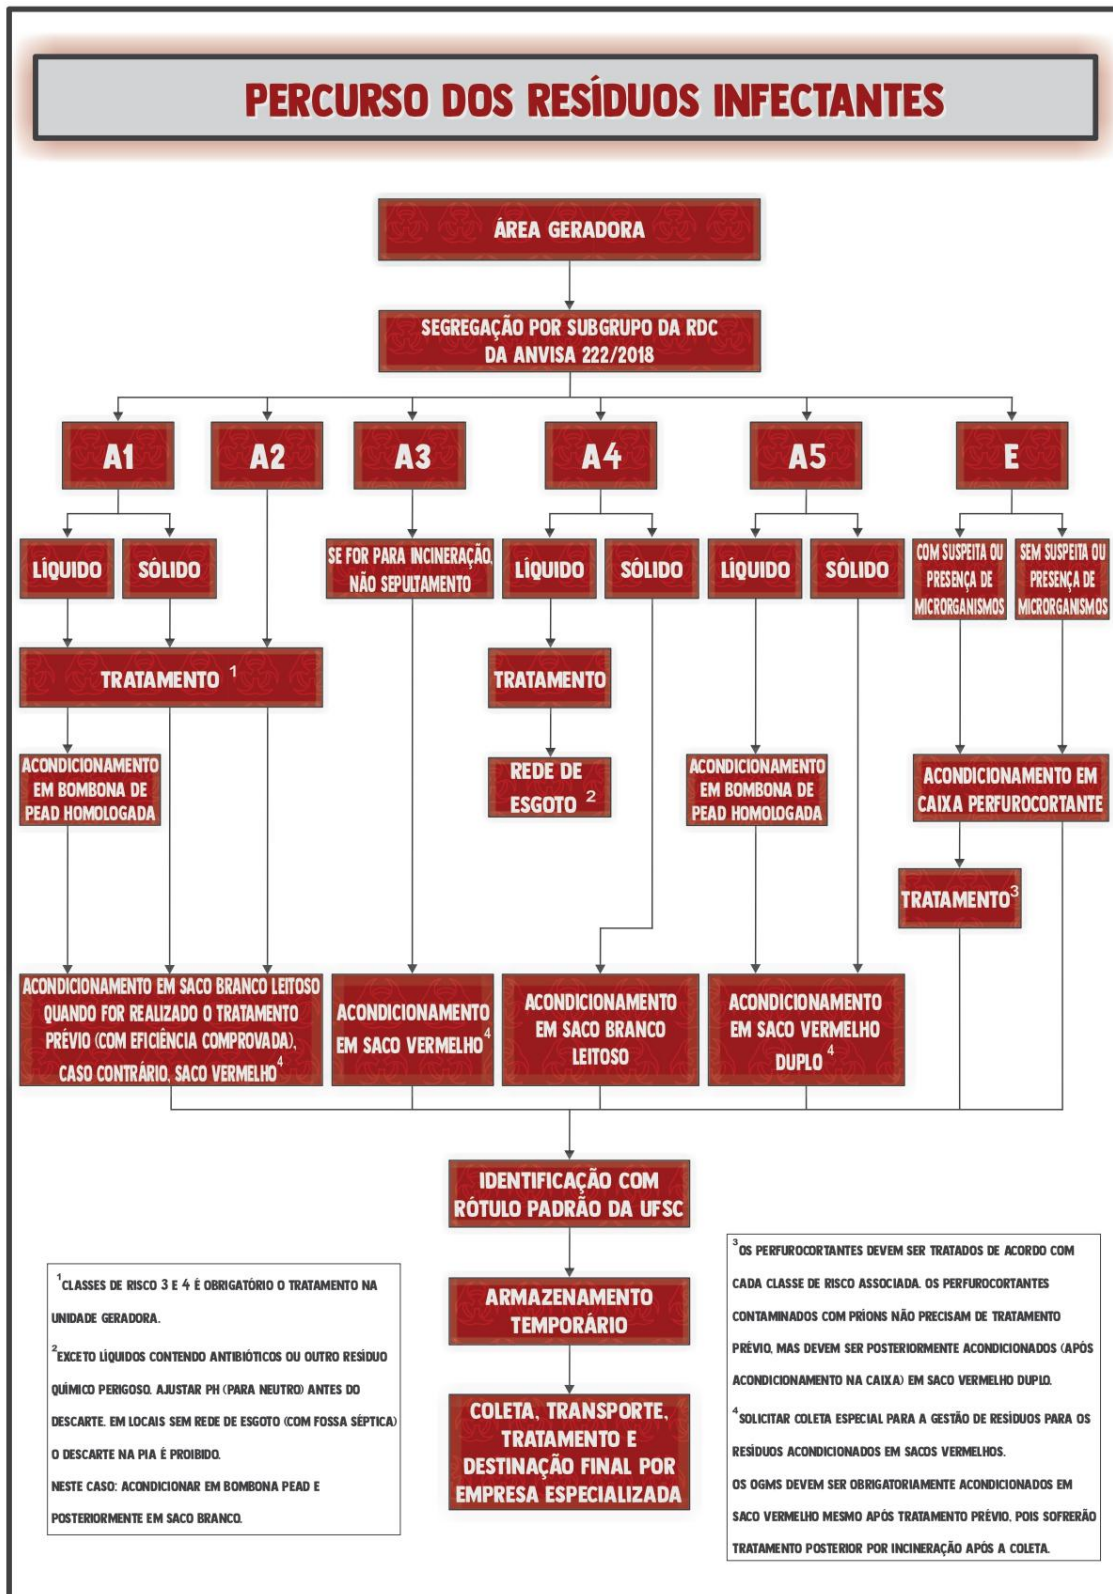 PERCURSO DOS RESÍDUOS INFECTANTES
ÁREA GERADORA
SEGREGAÇÃO POR SUBGRUPO DA RDC
DA ANVISA 222/2018
A1
A2
A3
A4
A5
E
LÍQUIDO
SÓLIDO
SE FOR PARA INCINERAÇÃO,
NÃO SEPULTAMENTO
LÍQUIDO
SÓLIDO
LÍQUIDO
SÓLIDO
COM SUSPEITA OU
PRESENÇA DE
MICRORGANISMOS
SEM SUSPEITA OU
PRESENÇA DE
MICRORGANISMOS
TRATAMENTO 1
TRATAMENTO
ACONDICIONAMENTO
EM BOMBONA DE
PEAD HOMOLOGADA
REDE DE
ESGOTO 2
ACONDICIONAMENTO
EM BOMBONA DE
PEAD HOMOLOGADA
ACONDICIONAMENTO EM
CAIXA PERFUROCORTANTE
TRATAMENTO3
ACONDICIONAMENTO EM SACO BRANCO LEITOSO
QUANDO FOR REALIZADO O TRATAMENTO
PRÉVIO (COM EFICIÊNCIA COMPROVADA),
CASO CONTRÁRIO, SACO VERMELHO4
ACONDICIONAMENTO
EM SACO VERMELHO4
ACONDICIONAMENTO
EM SACO BRANCO
LEITOSO
ACONDICIONAMENTO
EM SACO VERMELHO
DUPLO 4
IDENTIFICAÇÃO COM
RÓTULO PADRÃO DA UFSC
ARMAZENAMENTO
TEMPORÁRIO
COLETA, TRANSPORTE,
TRATAMENTO E
DESTINAÇÃO FINAL POR
EMPRESA ESPECIALIZADA
1CLASSES DE RISCO 3 E 4 É OBRIGATÓRIO O TRATAMENTO NA
UNIDADE GERADORA.
2EXCETO LÍQUIDOS CONTENDO ANTIBIÓTICOS OU OUTRO RESÍDUO
QUÍMICO PERIGOSO. AJUSTAR PH (PARA NEUTRO) ANTES DO
DESCARTE. EM LOCAIS SEM REDE DE ESGOTO (COM FOSSA SÉPTICA)
O DESCARTE NA PIA É PROIBIDO.
NESTE CASO: ACONDICIONAR EM BOMBONA PEAD E
POSTERIORMENTE EM SACO BRANCO.
3OS PERFUROCORTANTES DEVEM SER TRATADOS DE ACORDO COM
CADA CLASSE DE RISCO ASSOCIADA. OS PERFUROCORTANTES
CONTAMINADOS COM PRÍONS NÃO PRECISAM DE TRATAMENTO
PRÉVIO, MAS DEVEM SER POSTERIORMENTE ACONDICIONADOS (APÓS
ACONDICIONAMENTO NA CAIXA) EM SACO VERMELHO DUPLO.
4SOLICITAR COLETA ESPECIAL PARA A GESTÃO DE RESÍDUOS PARA OS
RESÍDUOS ACONDICIONADOS EM SACOS VERMELHOS.
OS OGMS DEVEM SER OBRIGATORIAMENTE ACONDICIONADOS EM
SACO VERMELHO MESMO APÓS TRATAMENTO PRÉVIO, POIS SOFRERÃO
TRATAMENTO POSTERIOR POR INCINERAÇÃO APÓS A COLETA.